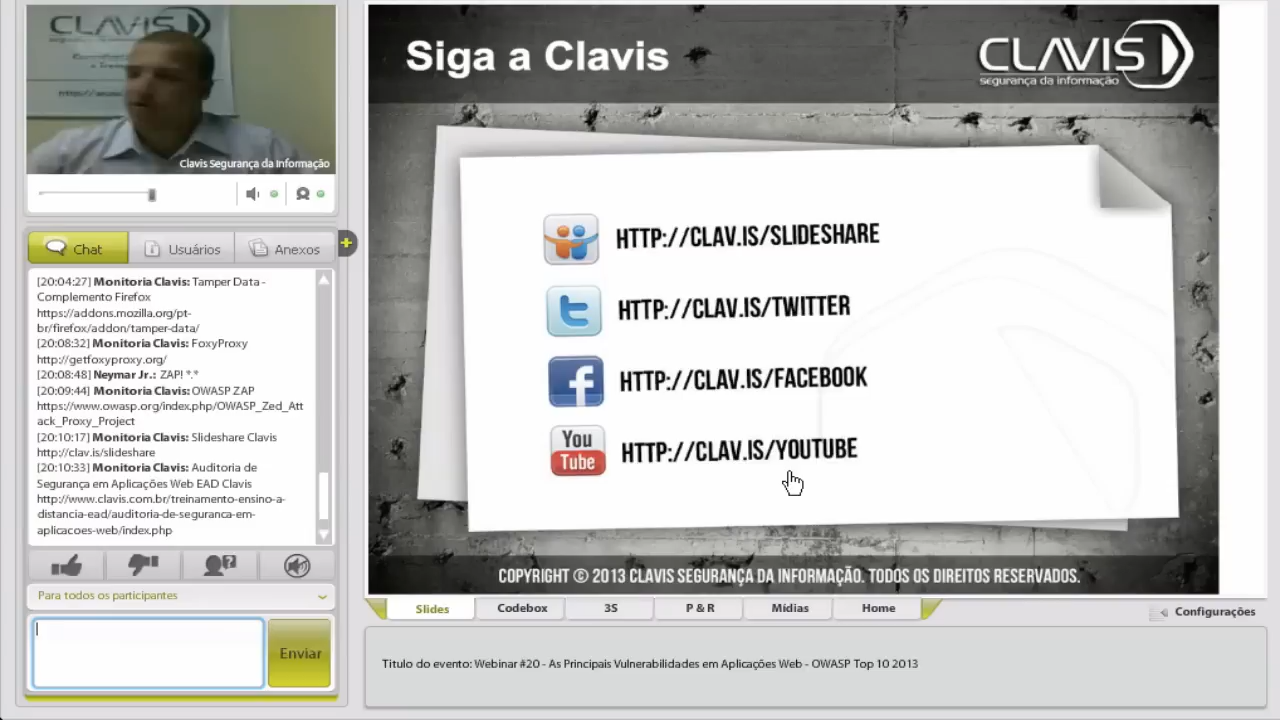 CLAVIS
Clavis Segurança da Informação
Chat
Usuários
Anexos
[20:04:27] Monitoria Clavis: Tamper Data -
Complemento Firefox
https://addons.mozilla.org/pt-
br/firefox/addon/tamper-data/
[20:08:32] Monitoria Clavis: FoxyProxy
http://getfoxyproxy.org/
[20:08:48] Neymar Jr.: ZAP! *.*
[20:09:44] Monitoria Clavis: OWASP ZAP
https://www.owasp.org/index.php/OWASP_Zed_Att
ack_Proxy_Project
[20:10:17] Monitoria Clavis: Slideshare Clavis
http://clav.is/slideshare
[20:10:33] Monitoria Clavis: Auditoria de
Segurança em Aplicações Web EAD Clavis
http://www.clavis.com.br/treinamento-ensino-a-
distancia-ead/auditoria-de-seguranca-em-
aplicacoes-web/index.php
Para todos os participantes
Enviar
Siga a Clavis
CLAVIS
segurança da informação
HTTP://CLAV.IS/SLIDESHARE
HTTP://CLAV.IS/TWITTER
HTTP://CLAV.IS/FACEBOOK
You
Tube
HTTP://CLAV.IS/YOUTUBE
COPYRIGHT © 2013 CLAVIS SEGURANÇA DA INFORMAÇÃO. TODOS OS DIREITOS RESERVADOS.
Slides
Codebox
3S
P & R
Mídias
Home
Configurações
Titulo do evento: Webinar #20 - As Principais Vulnerabilidades em Aplicações Web - OWASP Top 10 2013